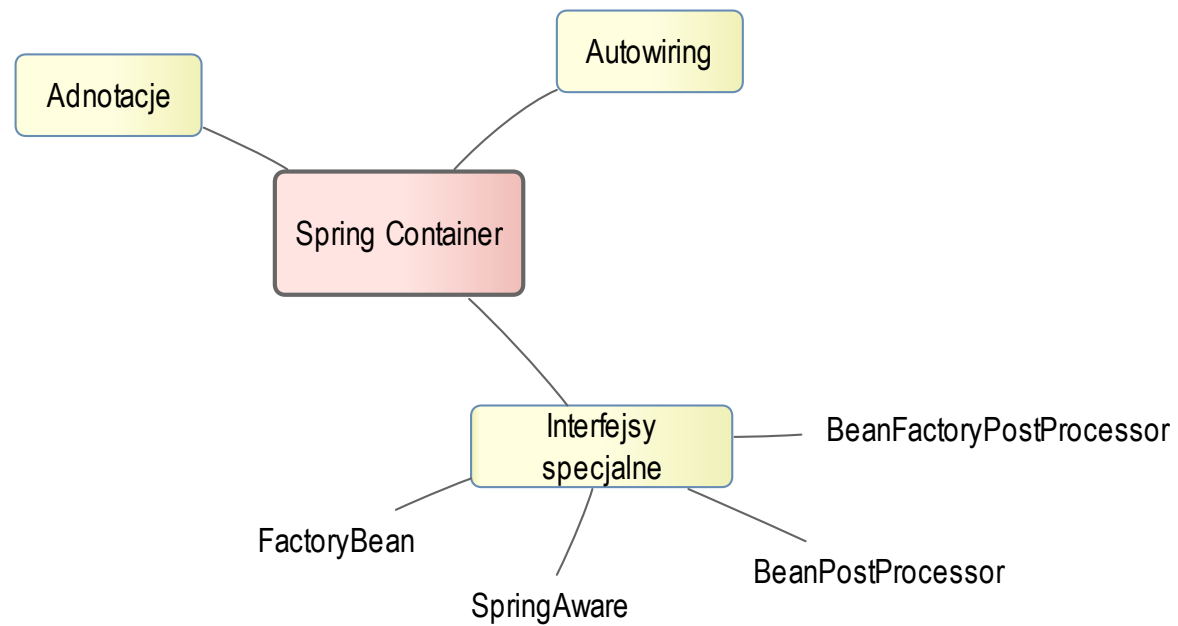 Autowiring
Adnotacje
Spring Container
Interfejsy
specjalne
BeanFactoryPostProcessor
FactoryBean
BeanPostProcessor
SpringAware